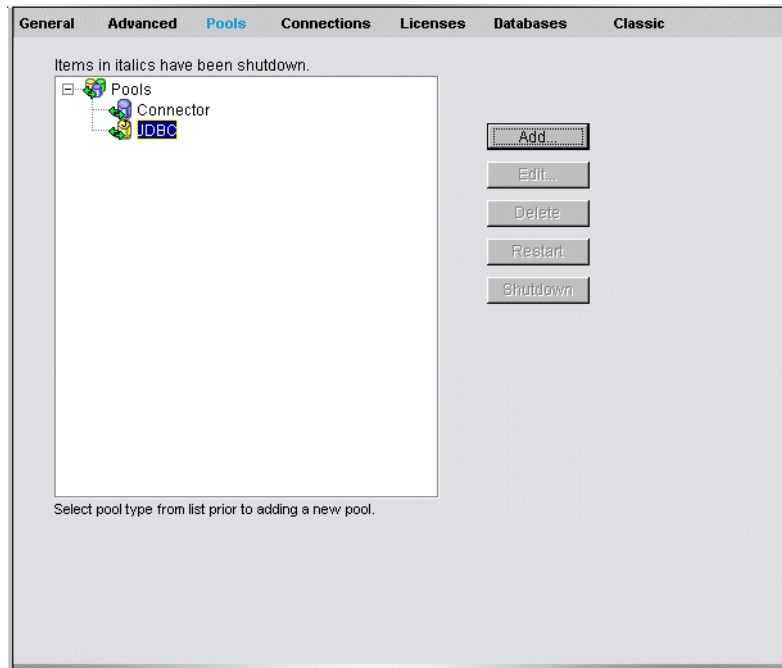 General Advanced Pools Connections Licenses Databases Classic
Items in italics have been shutdown.
Pools
Connector
JDBC
Add...
Edit...
Delete
Restart
Shutdown
Select pool type from list prior to adding a new pool.